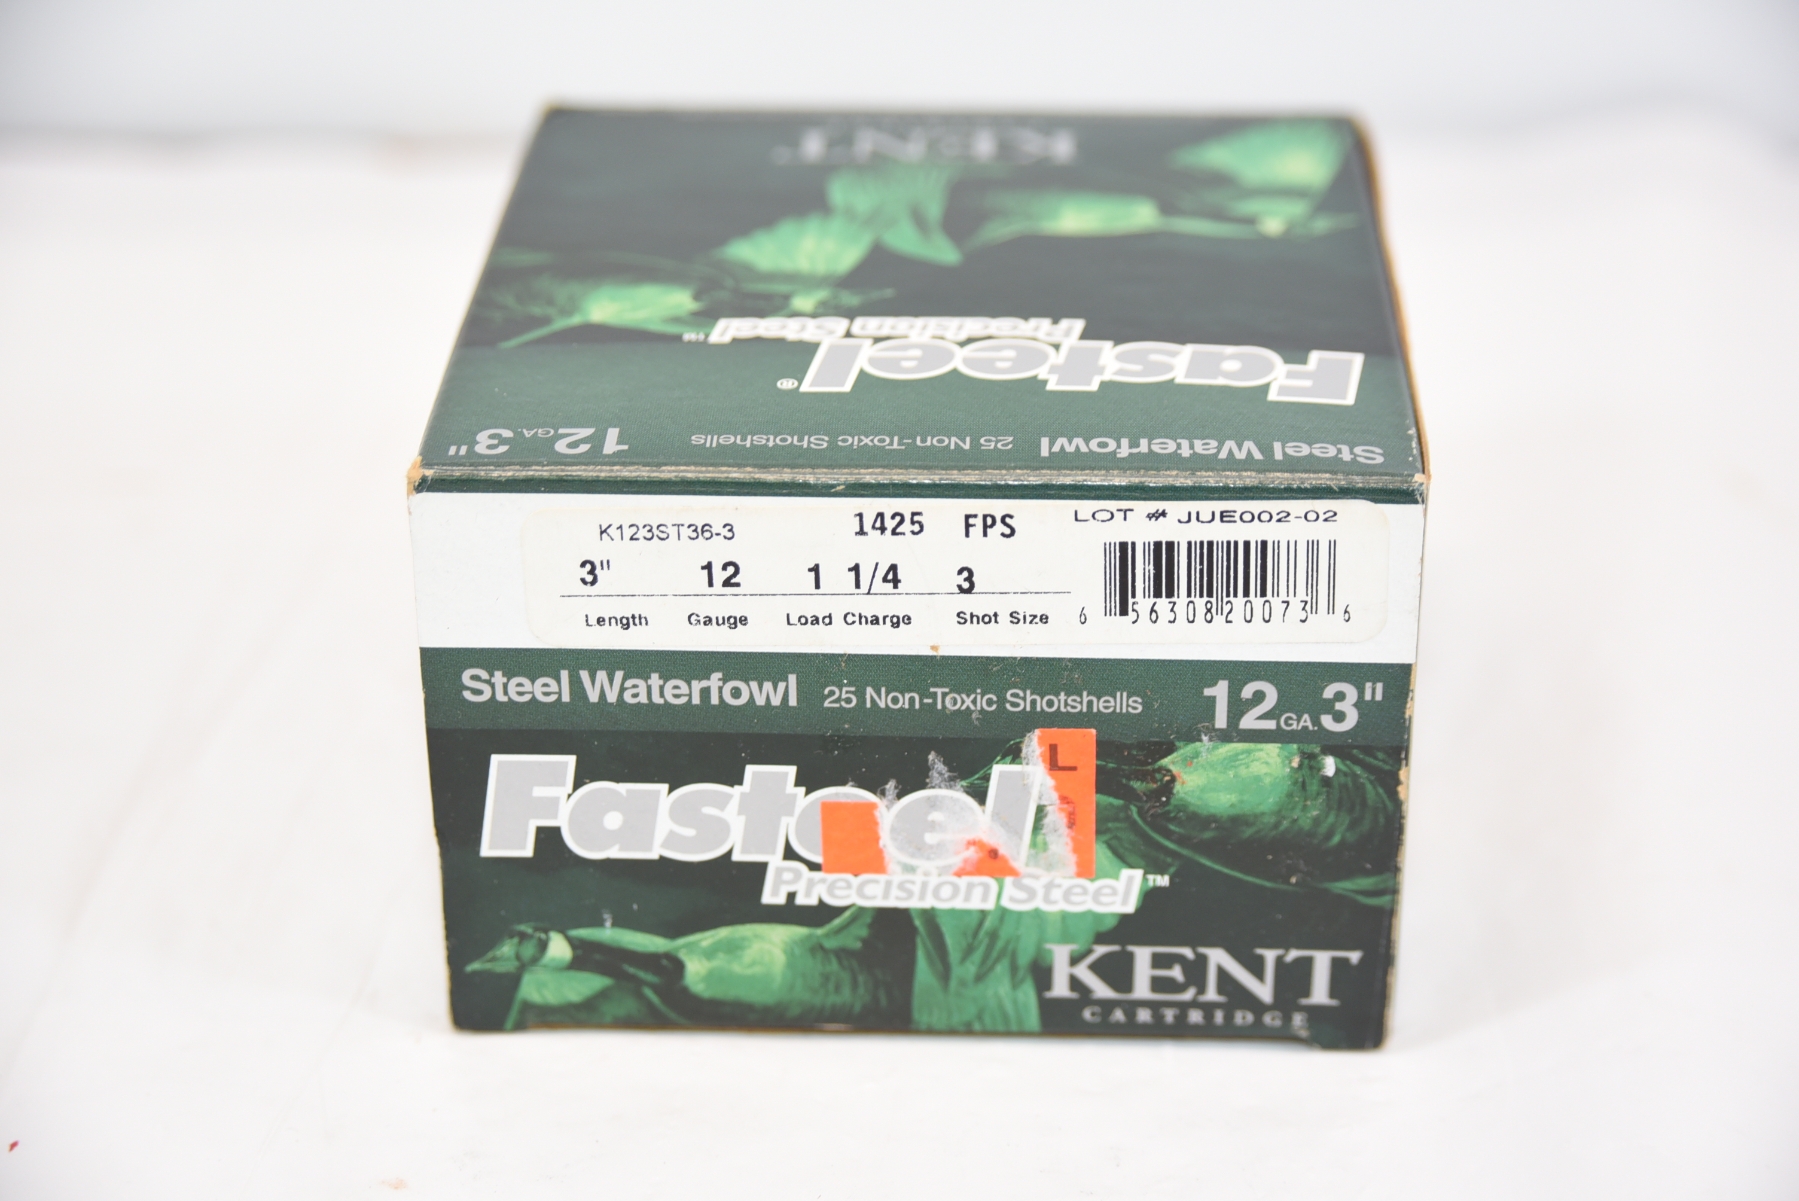 KENT
Precision Steel™
Fasteel®
Steel Waterfowl 25 Non-Toxic Shotshells 12 GA. 3"
K123ST36-3 1425 FPS LOT # JUE002-02
3" 12 1 1/4 3
Length Gauge Load Charge Shot Size
6 56308 20073 6
Steel Waterfowl 25 Non-Toxic Shotshells 12 GA. 3"
L
Fasteel
Precision Steel™
KENT
CARTRIDGE